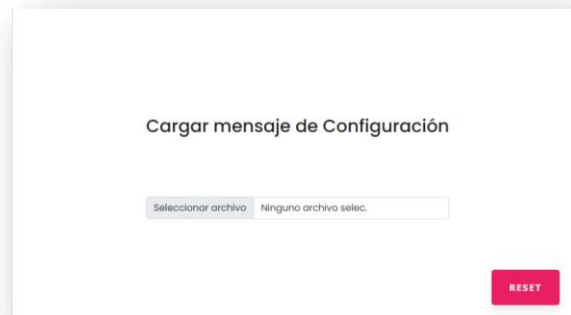 Cargar mensaje de Configuración
Seleccionar archivo Ninguno archivo selec.
RESET